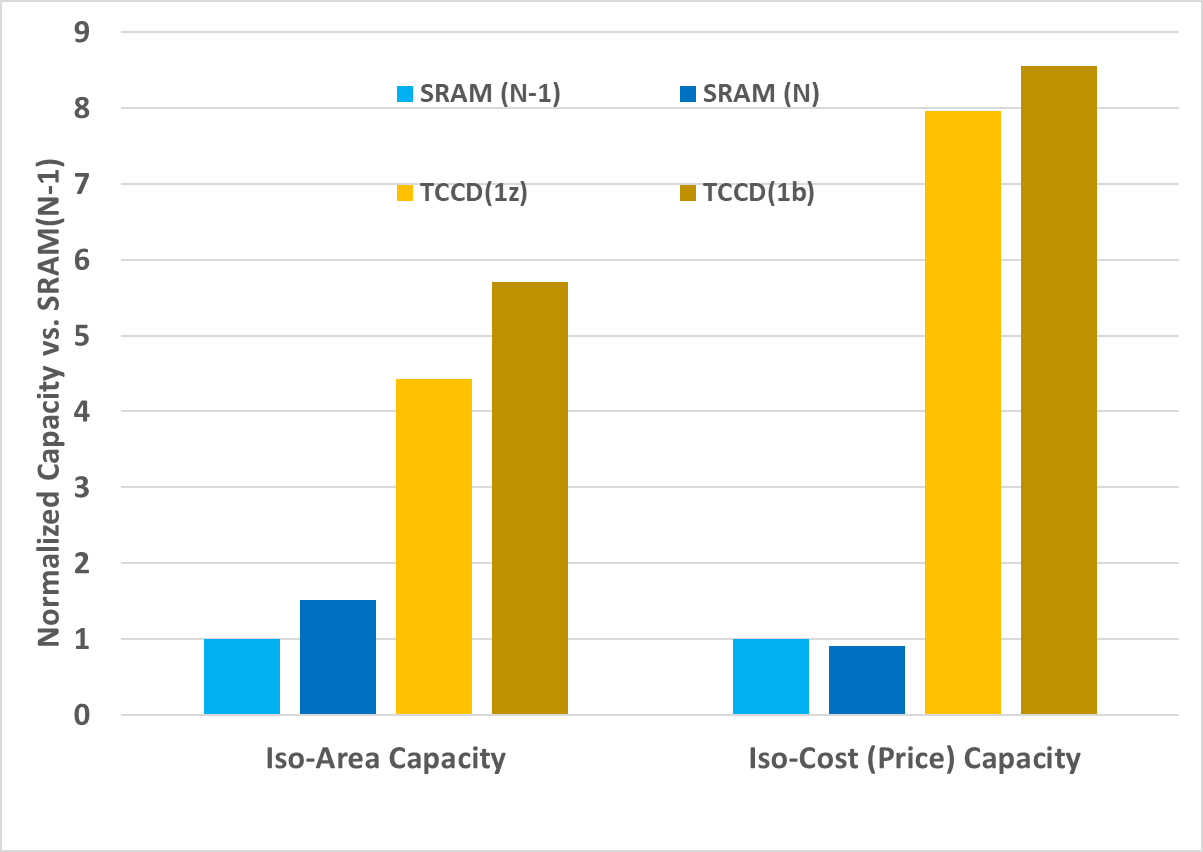 Normalized Capacity vs. SRAM(N-1)
9
8
7
6
5
4
3
2
1
0
SRAM (N-1)
SRAM (N)
TCCD(1z)
TCCD(1b)
Iso-Area Capacity
Iso-Cost (Price) Capacity